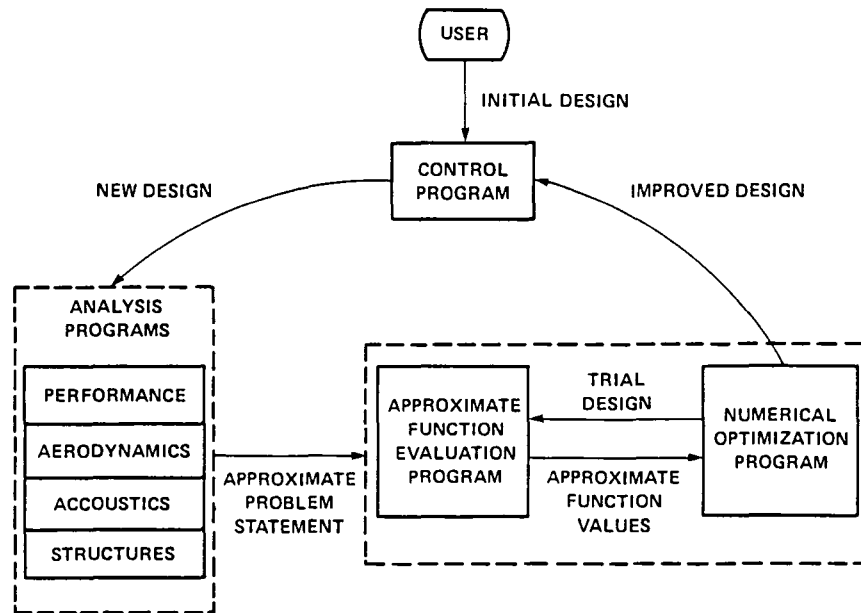 USER
INITIAL DESIGN
CONTROL
PROGRAM
NEW DESIGN
IMPROVED DESIGN
ANALYSIS
PROGRAMS
PERFORMANCE
AERODYNAMICS
ACCOUSTICS
STRUCTURES
APPROXIMATE
PROBLEM
STATEMENT
APPROXIMATE
FUNCTION
EVALUATION
PROGRAM
TRIAL
DESIGN
APPROXIMATE
FUNCTION
VALUES
NUMERICAL
OPTIMIZATION
PROGRAM